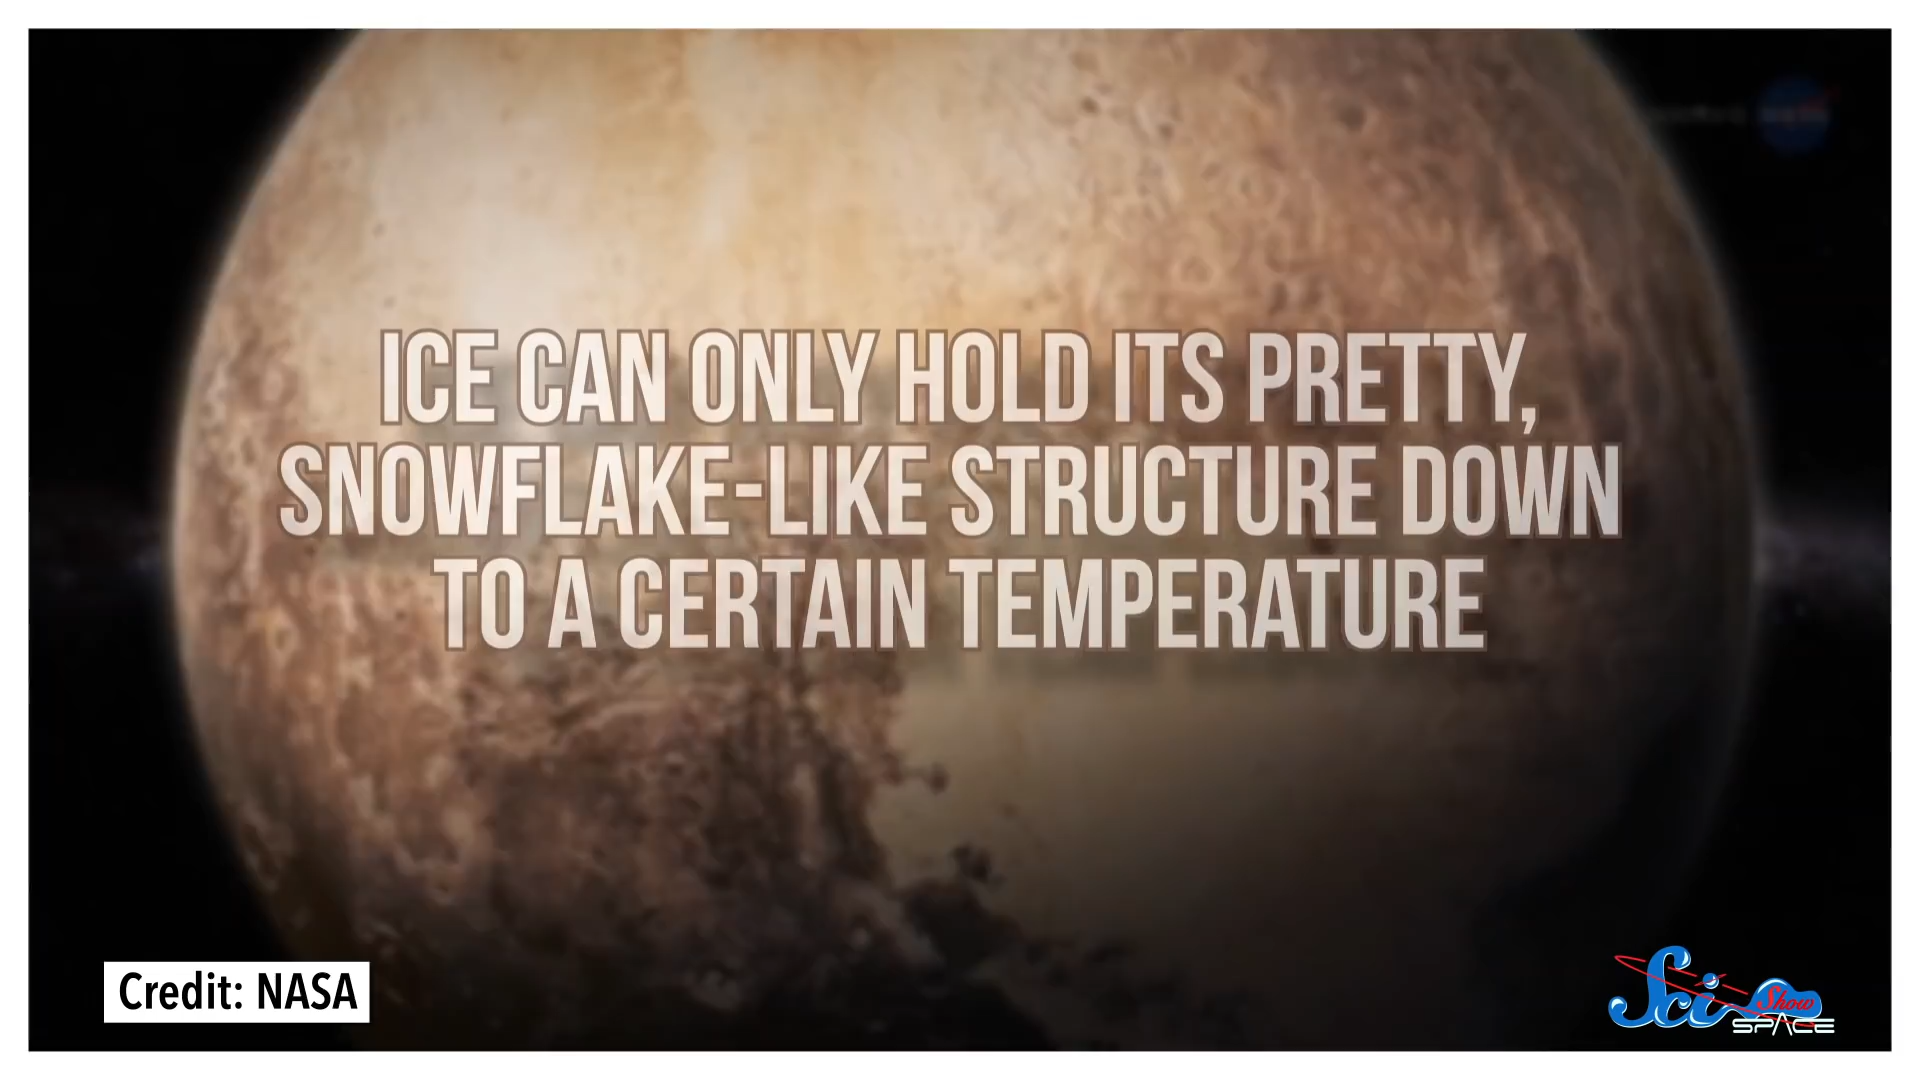 ICE CAN ONLY HOLD ITS PRETTY,
SNOWFLAKE-LIKE STRUCTURE DOWN
TO A CERTAIN TEMPERATURE
Credit: NASA
Sci Show
SPACE